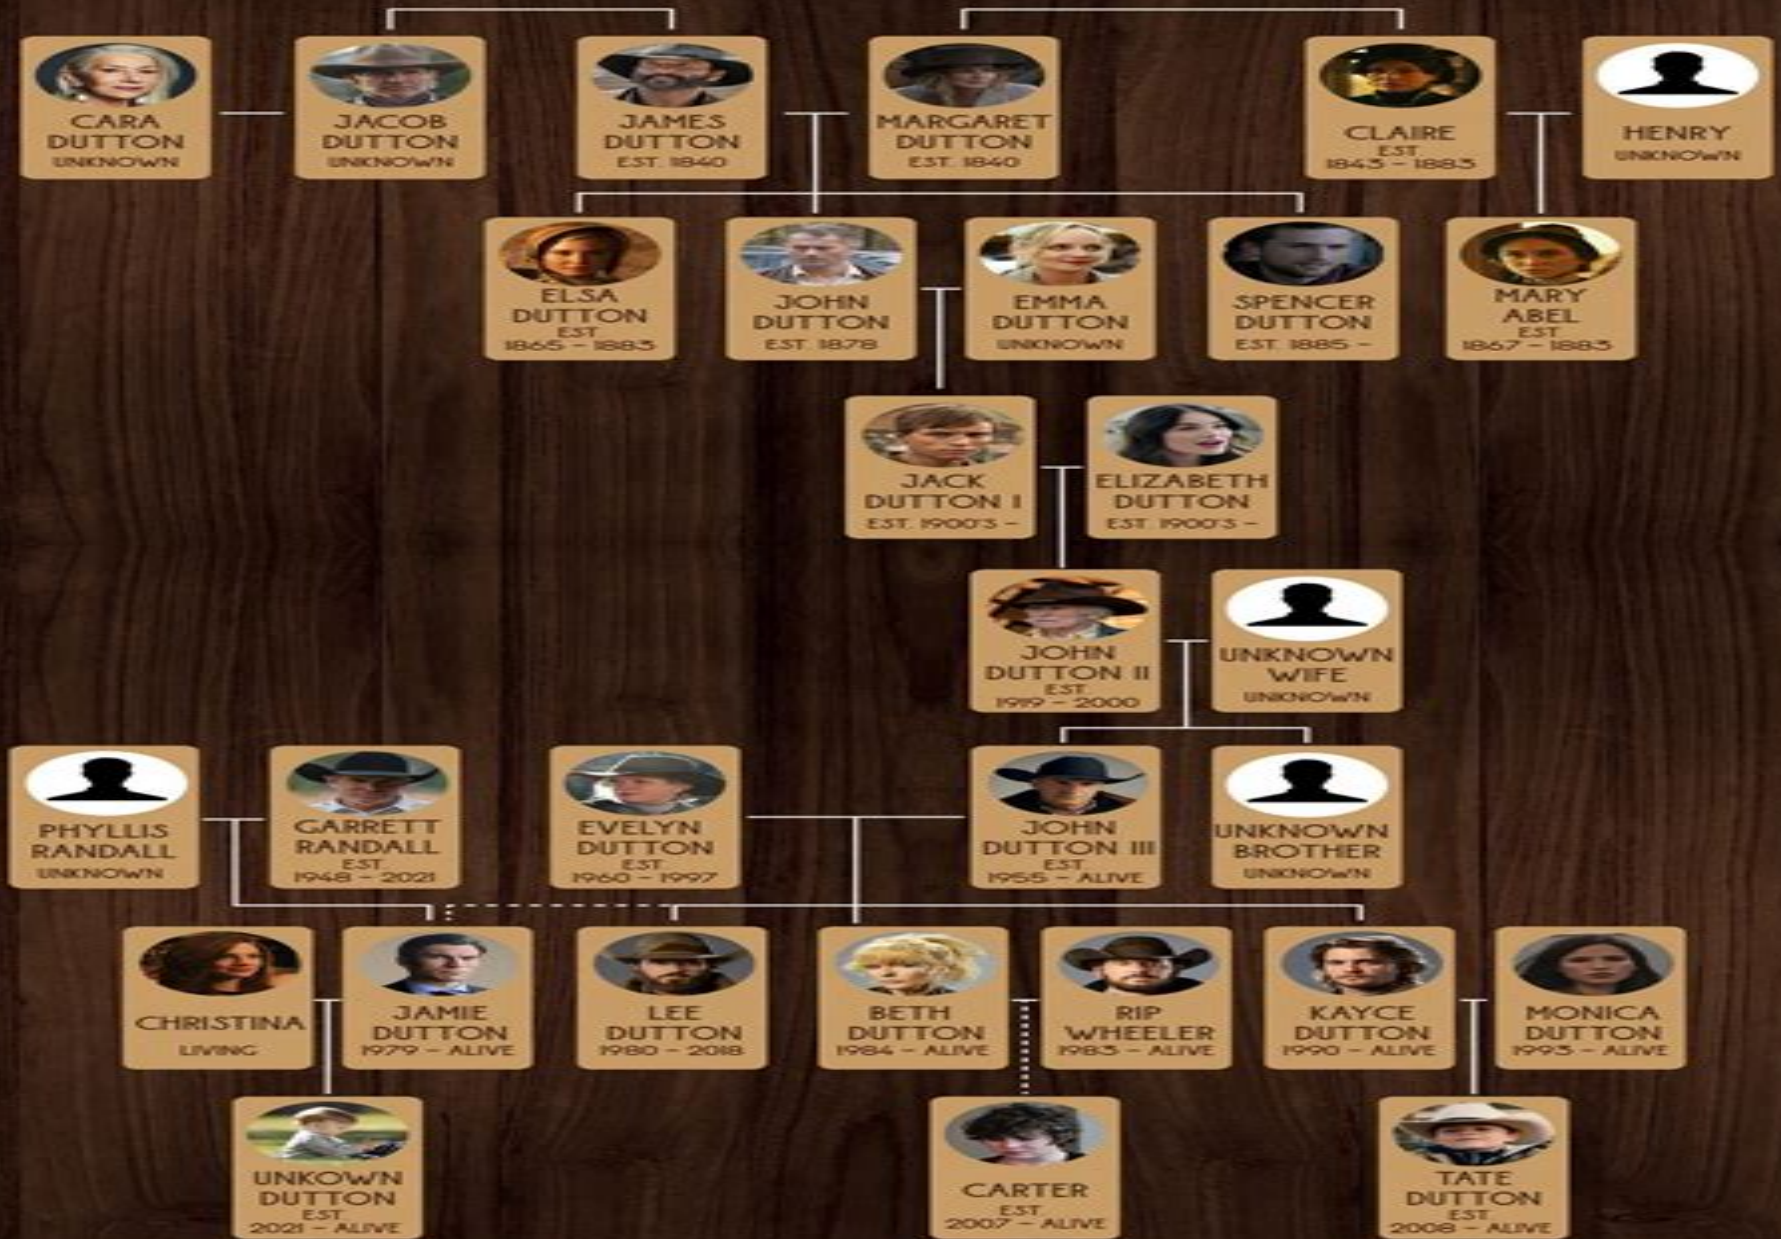 CARA
DUTTON
UNKNOWN
JACOB
DUTTON
UNKNOWN
JAMES
DUTTON
EST. 1840
MARGARET
DUTTON
EST. 1840
CLAIRE
EST
1843 - 1883
HENRY
UNKNOWN
ELSA
DUTTON
EST
1865 - 1883
JOHN
DUTTON
EST. 1878
EMMA
DUTTON
UNKNOWN
SPENCER
DUTTON
EST. 1885 -
MARY
ABEL
EST
1867 - 1883
JACK
DUTTON I
EST. 1900'S -
ELIZABETH
DUTTON
EST. 1900'S -
JOHN
DUTTON II
EST.
1919 - 2000
UNKNOWN
WIFE
UNKNOWN
PHYLLIS
RANDALL
UNKNOWN
GARRETT
RANDALL
EST.
1948 - 2021
EVELYN
DUTTON
EST.
1960 - 1997
JOHN
DUTTON III
EST.
1955 - ALIVE
UNKNOWN
BROTHER
UNKNOWN
CHRISTINA
LIVING
JAMIE
DUTTON
1979 - ALIVE
LEE
DUTTON
1980 - 2018
BETH
DUTTON
1984 - ALIVE
RIP
WHEELER
1983 - ALIVE
KAYCE
DUTTON
1990 - ALIVE
MONICA
DUTTON
1993 - ALIVE
UNKOWN
DUTTON
EST
2021 - ALIVE
CARTER
EST.
2007 - ALIVE
TATE
DUTTON
EST
2008 - ALIVE